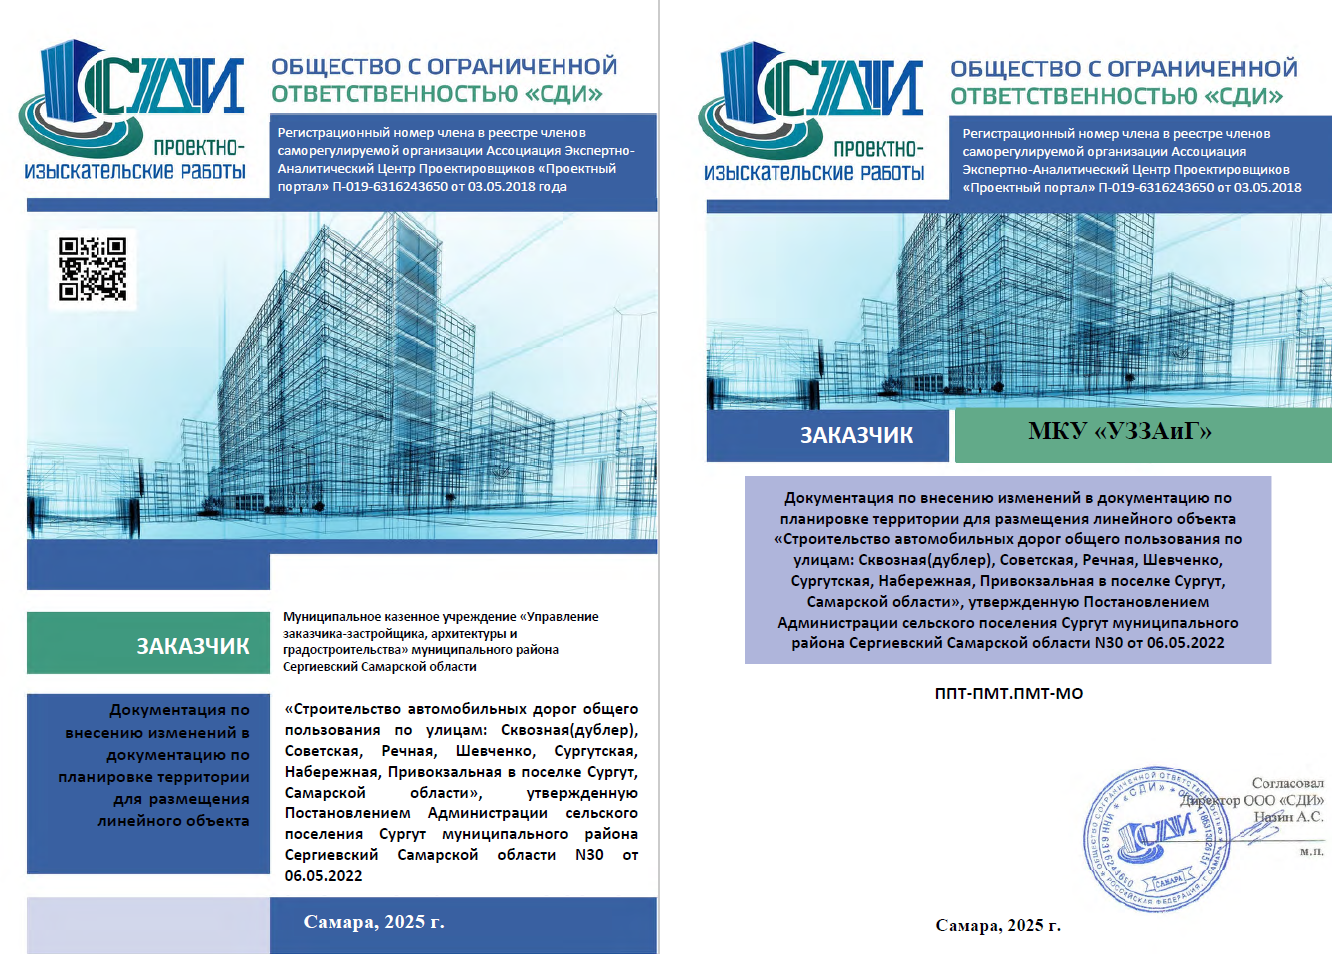 СДИ
ПРОЕКТНО-
ИЗЫСКАТЕЛЬСКИЕ РАБОТЫ
ОБЩЕСТВО С ОГРАНИЧЕННОЙ
ОТВЕТСТВЕННОСТЬЮ «СДИ»
Регистрационный номер члена в реестре членов
саморегулируемой организации Ассоциация Экспертно-
Аналитический Центр Проектировщиков «Проектный
портал» П-019-6316243650 от 03.05.2018 года
ЗАКАЗЧИК
Муниципальное казенное учреждение «Управление
заказчика-застройщика, архитектуры и
градостроительства» муниципального района
Сергиевский Самарской области
Документация по
внесению изменений в
документацию по
планировке территории
для размещения
линейного объекта
«Строительство автомобильных дорог общего
пользования по улицам: Сквозная(дублер),
Советская, Речная, Шевченко, Сургутская,
Набережная, Привокзальная в поселке Сургут,
Самарской области», утвержденную
Постановлением Администрации сельского
поселения Сургут муниципального района
Сергиевский Самарской области N30 от
06.05.2022
Самара, 2025 г.
СДИ
ПРОЕКТНО-
ИЗЫСКАТЕЛЬСКИЕ РАБОТЫ
ОБЩЕСТВО С ОГРАНИЧЕННОЙ
ОТВЕТСТВЕННОСТЬЮ «СДИ»
Регистрационный номер члена в реестре членов
саморегулируемой организации Ассоциация
Экспертно-Аналитический Центр Проектировщиков
«Проектный портал» П-019-6316243650 от 03.05.2018
ЗАКАЗЧИК
МКУ «УЗЗАиГ»
Документация по внесению изменений в документацию по
планировке территории для размещения линейного объекта
«Строительство автомобильных дорог общего пользования по
улицам: Сквозная(дублер), Советская, Речная, Шевченко,
Сургутская, Набережная, Привокзальная в поселке Сургут,
Самарской области», утвержденную Постановлением
Администрации сельского поселения Сургут муниципального
района Сергиевский Самарской области N30 от 06.05.2022
ППТ-ПМТ.ПМТ-МО
Согласовал
Директор ООО «СДИ»
Назин А.С.
м.п.
ОБЩЕСТВО С ОГРАНИЧЕННОЙ ОТВЕТСТВЕННОСТЬЮ
«СДИ»
СДИ
САМАРА
РОССИЙСКАЯ ФЕДЕРАЦИЯ, г. САМАРА
Самара, 2025 г.